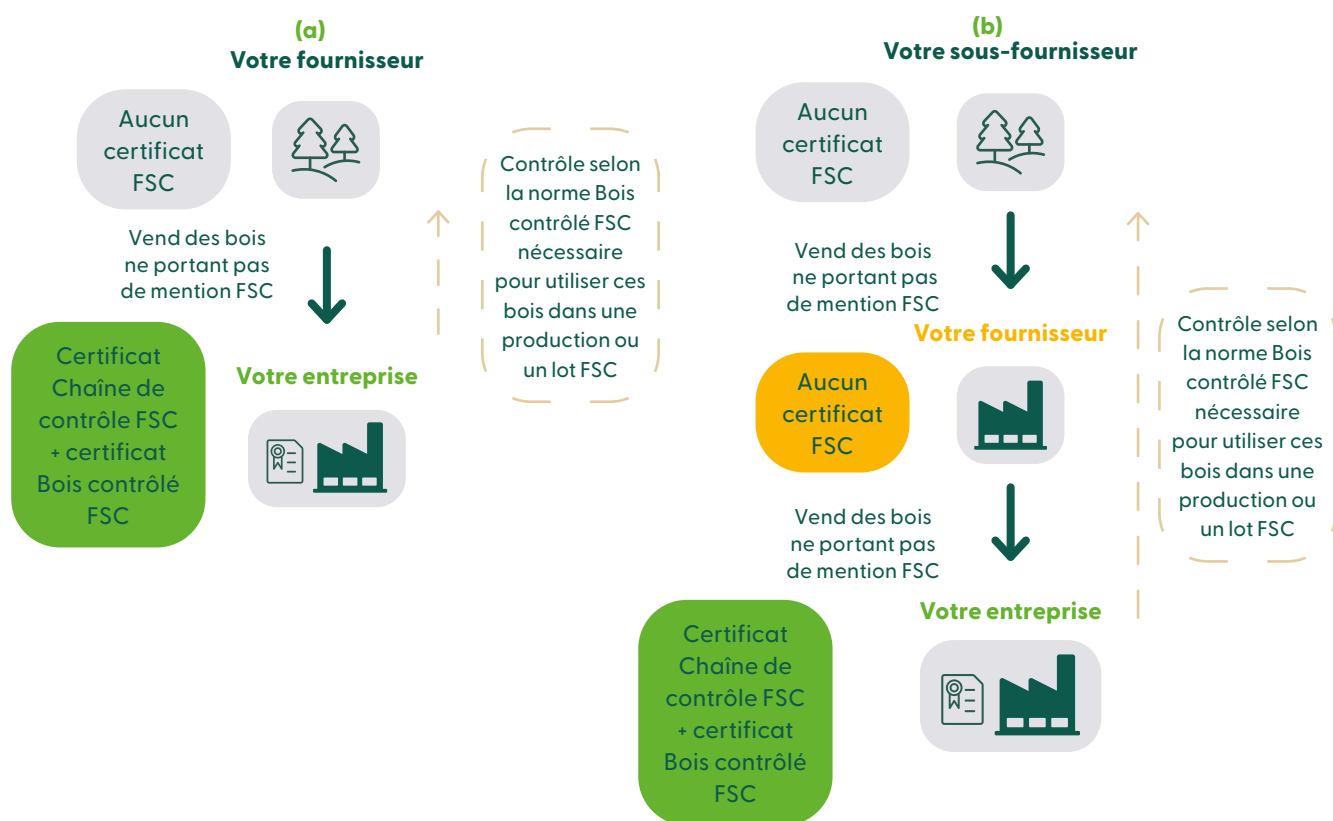 (a)
Votre fournisseur
Aucun
certificat
FSC
Vend des bois
ne portant pas
de mention FSC
Contrôle selon
la norme Bois
contrôlé FSC
nécessaire
pour utiliser ces
bois dans une
production ou
un lot FSC
Certificat
Chaîne de
contrôle FSC
+ certificat
Bois contrôlé
FSC
Votre entreprise
(b)
Votre sous-fournisseur
Aucun
certificat
FSC
Vend des bois
ne portant pas
de mention FSC
Votre fournisseur
Aucun
certificat
FSC
Contrôle selon
la norme Bois
contrôlé FSC
nécessaire
pour utiliser ces
bois dans une
production ou
un lot FSC
Vend des bois
ne portant pas
de mention FSC
Votre entreprise
Certificat
Chaîne de
contrôle FSC
+ certificat
Bois contrôlé
FSC